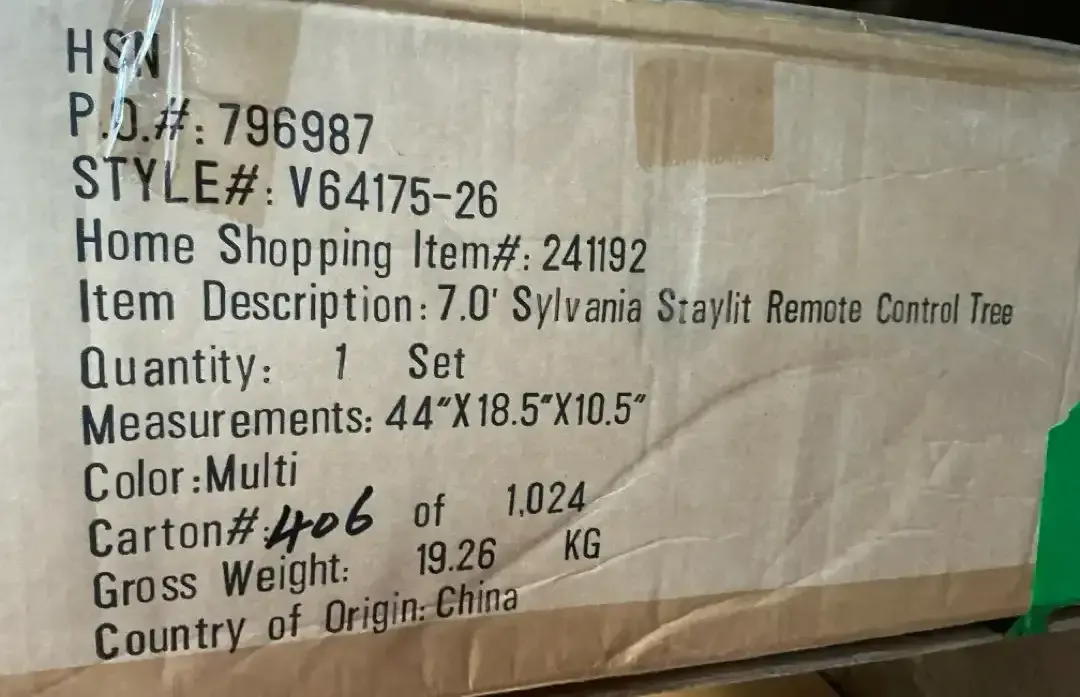 HSN
P.O.#: 796987
STYLE#: V64175-26
Home Shopping Item#: 241192
Item Description: 7.0' Sylvania Staylit Remote Control Tree
Quantity: 1 Set
Measurements: 44"X18.5"X10.5"
Color:Multi
Carton#:406 of 1,024
Gross Weight: 19.26 KG
Country of Origin: China